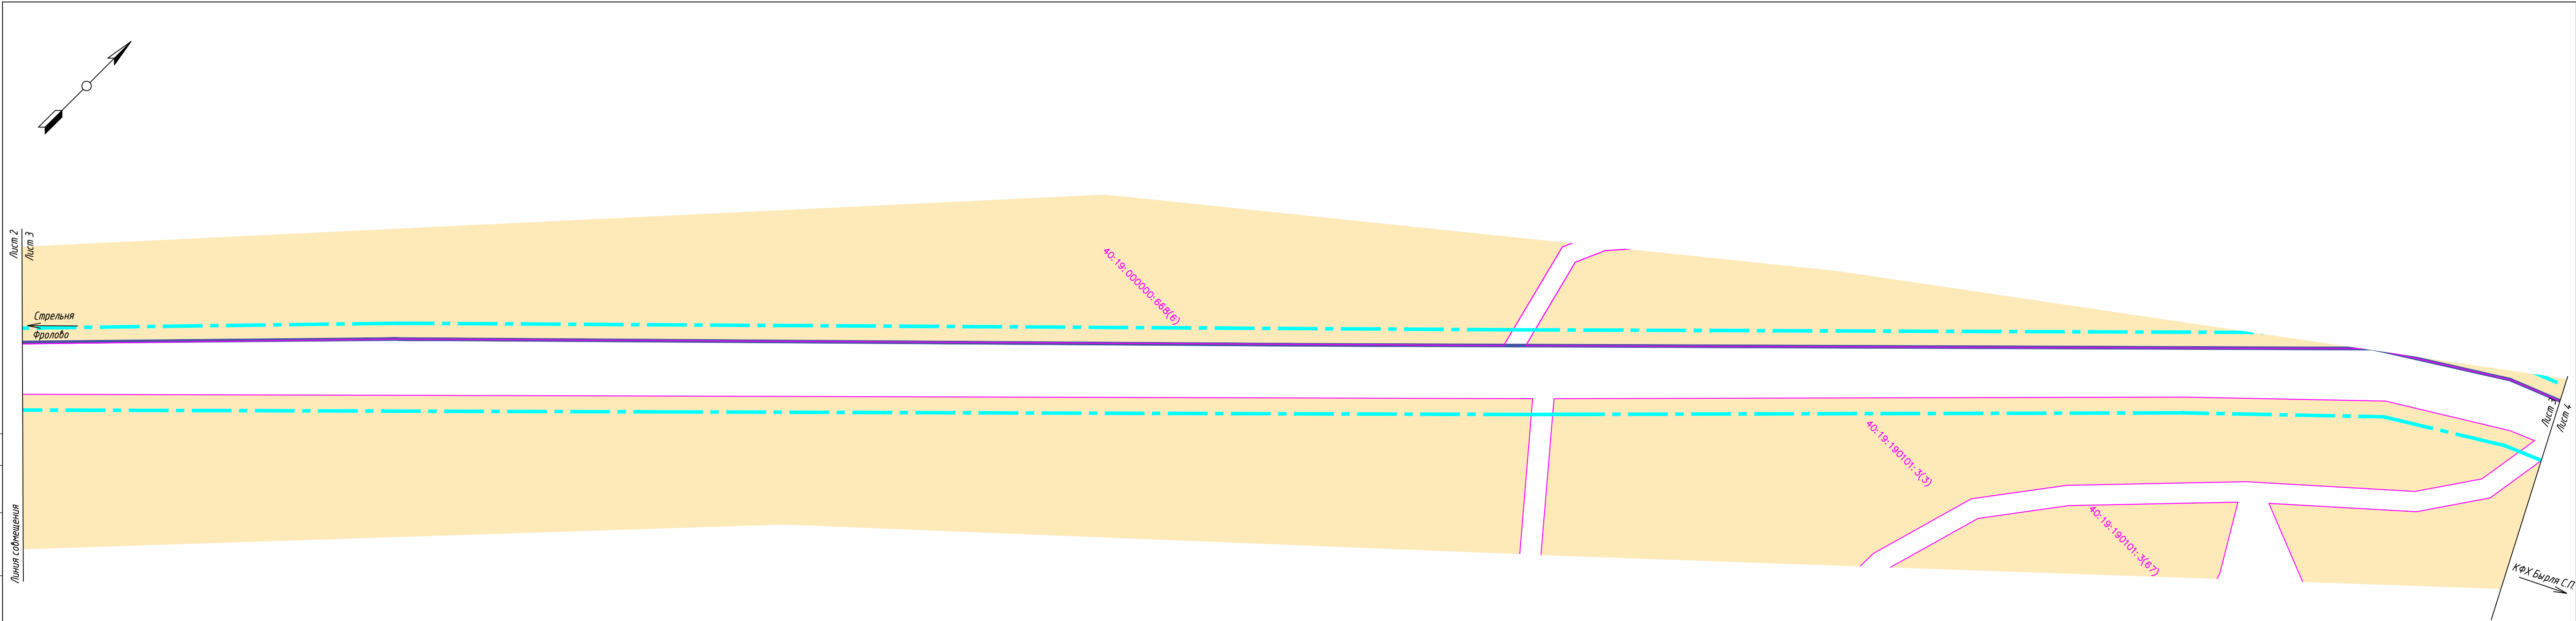 Лист 2
Лист 3
Стрельня
Фролово
Линия совмещения
40:19:000000:668(6)
40:19:190101:3(3)
40:19:190101:3(67)
Лист 3
Лист 4
КФХ Бырля С.П.